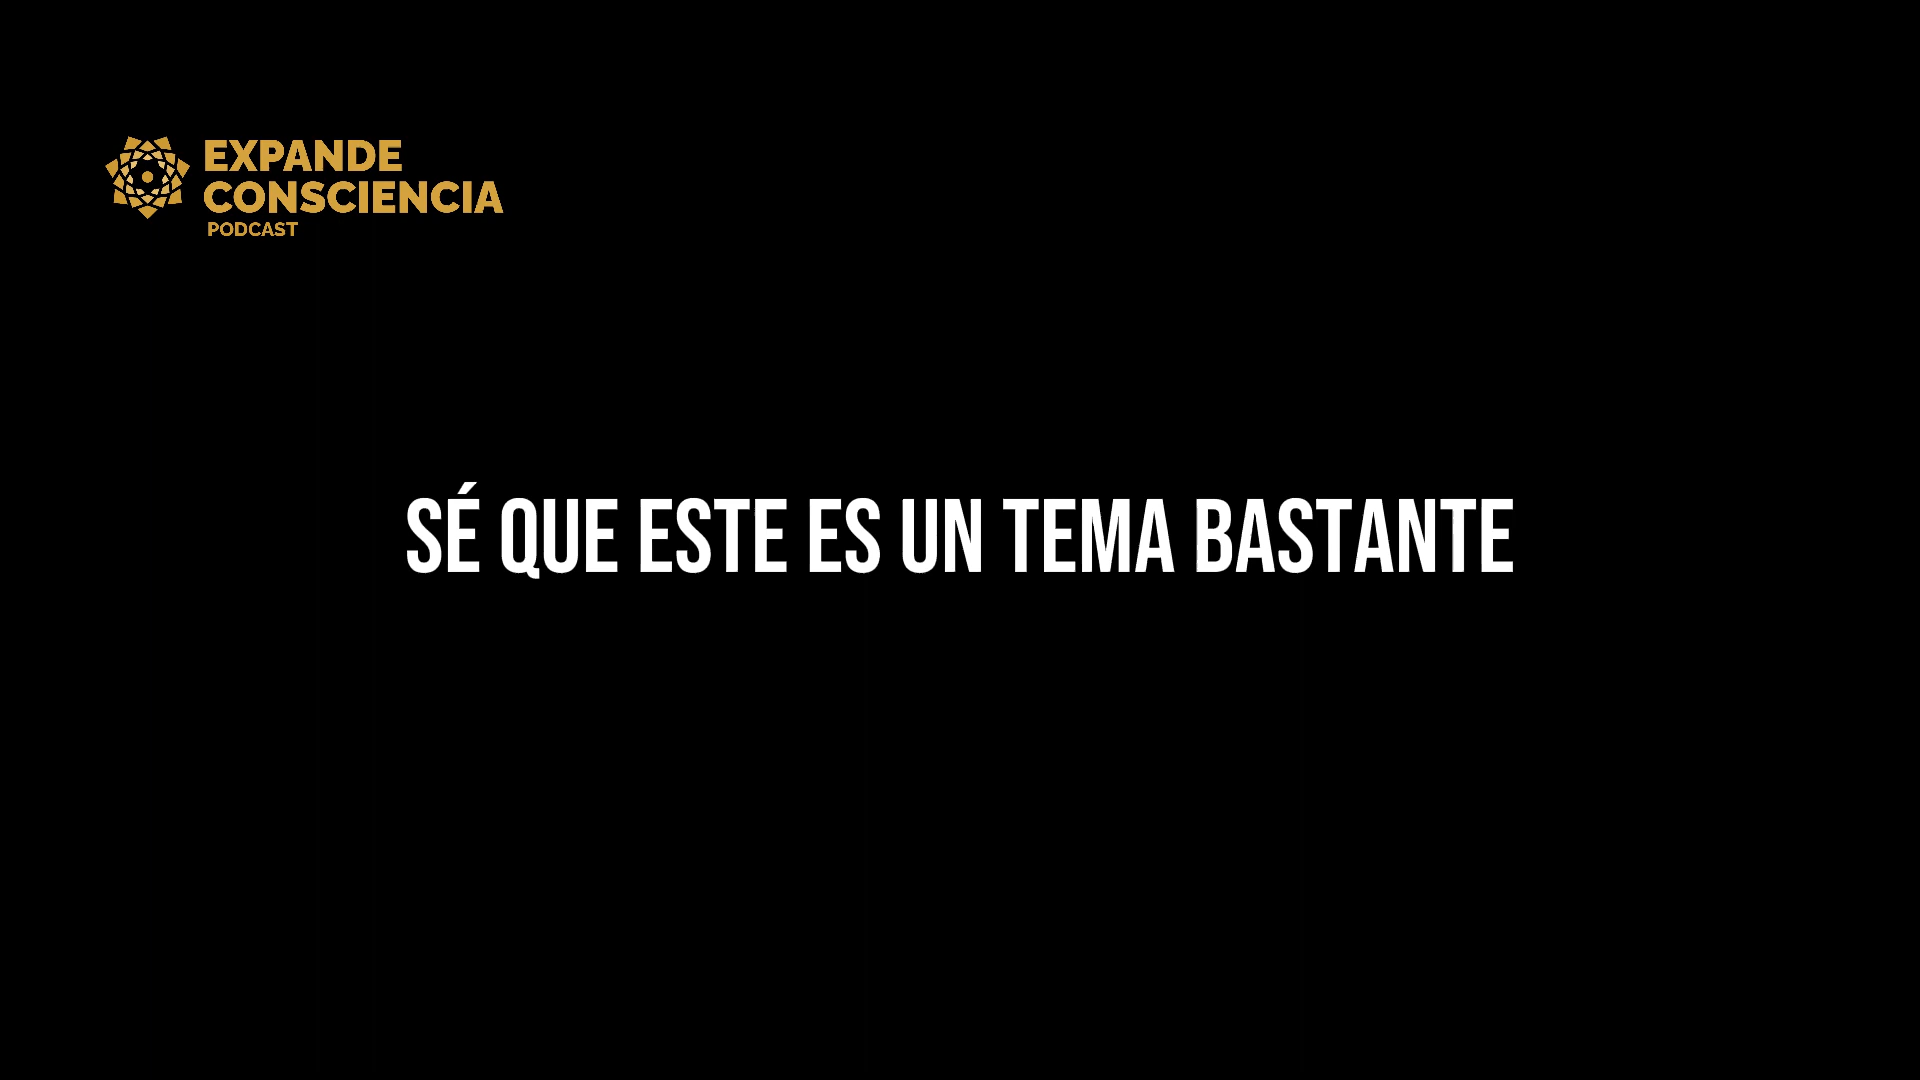 EXPANDE
CONSCIENCIA
PODCAST
SÉ QUE ESTE ES UN TEMA BASTANTE